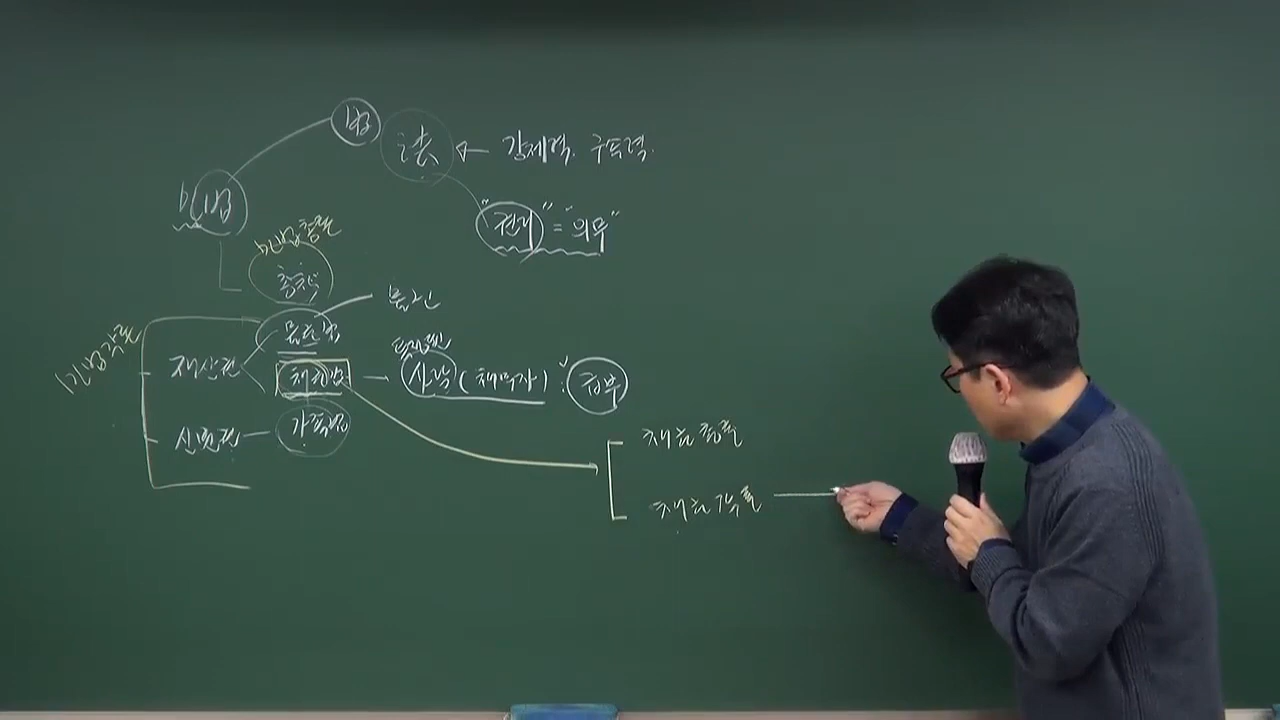 법
法 ← 강제력, 구속력.
민법
"권리" = "의무"
민법총론
총칙
물권법
물건
민법각론
재산권
채권법
특정인
사람 (채무자). 급부
신분권
가족법
채권총론
채권각론